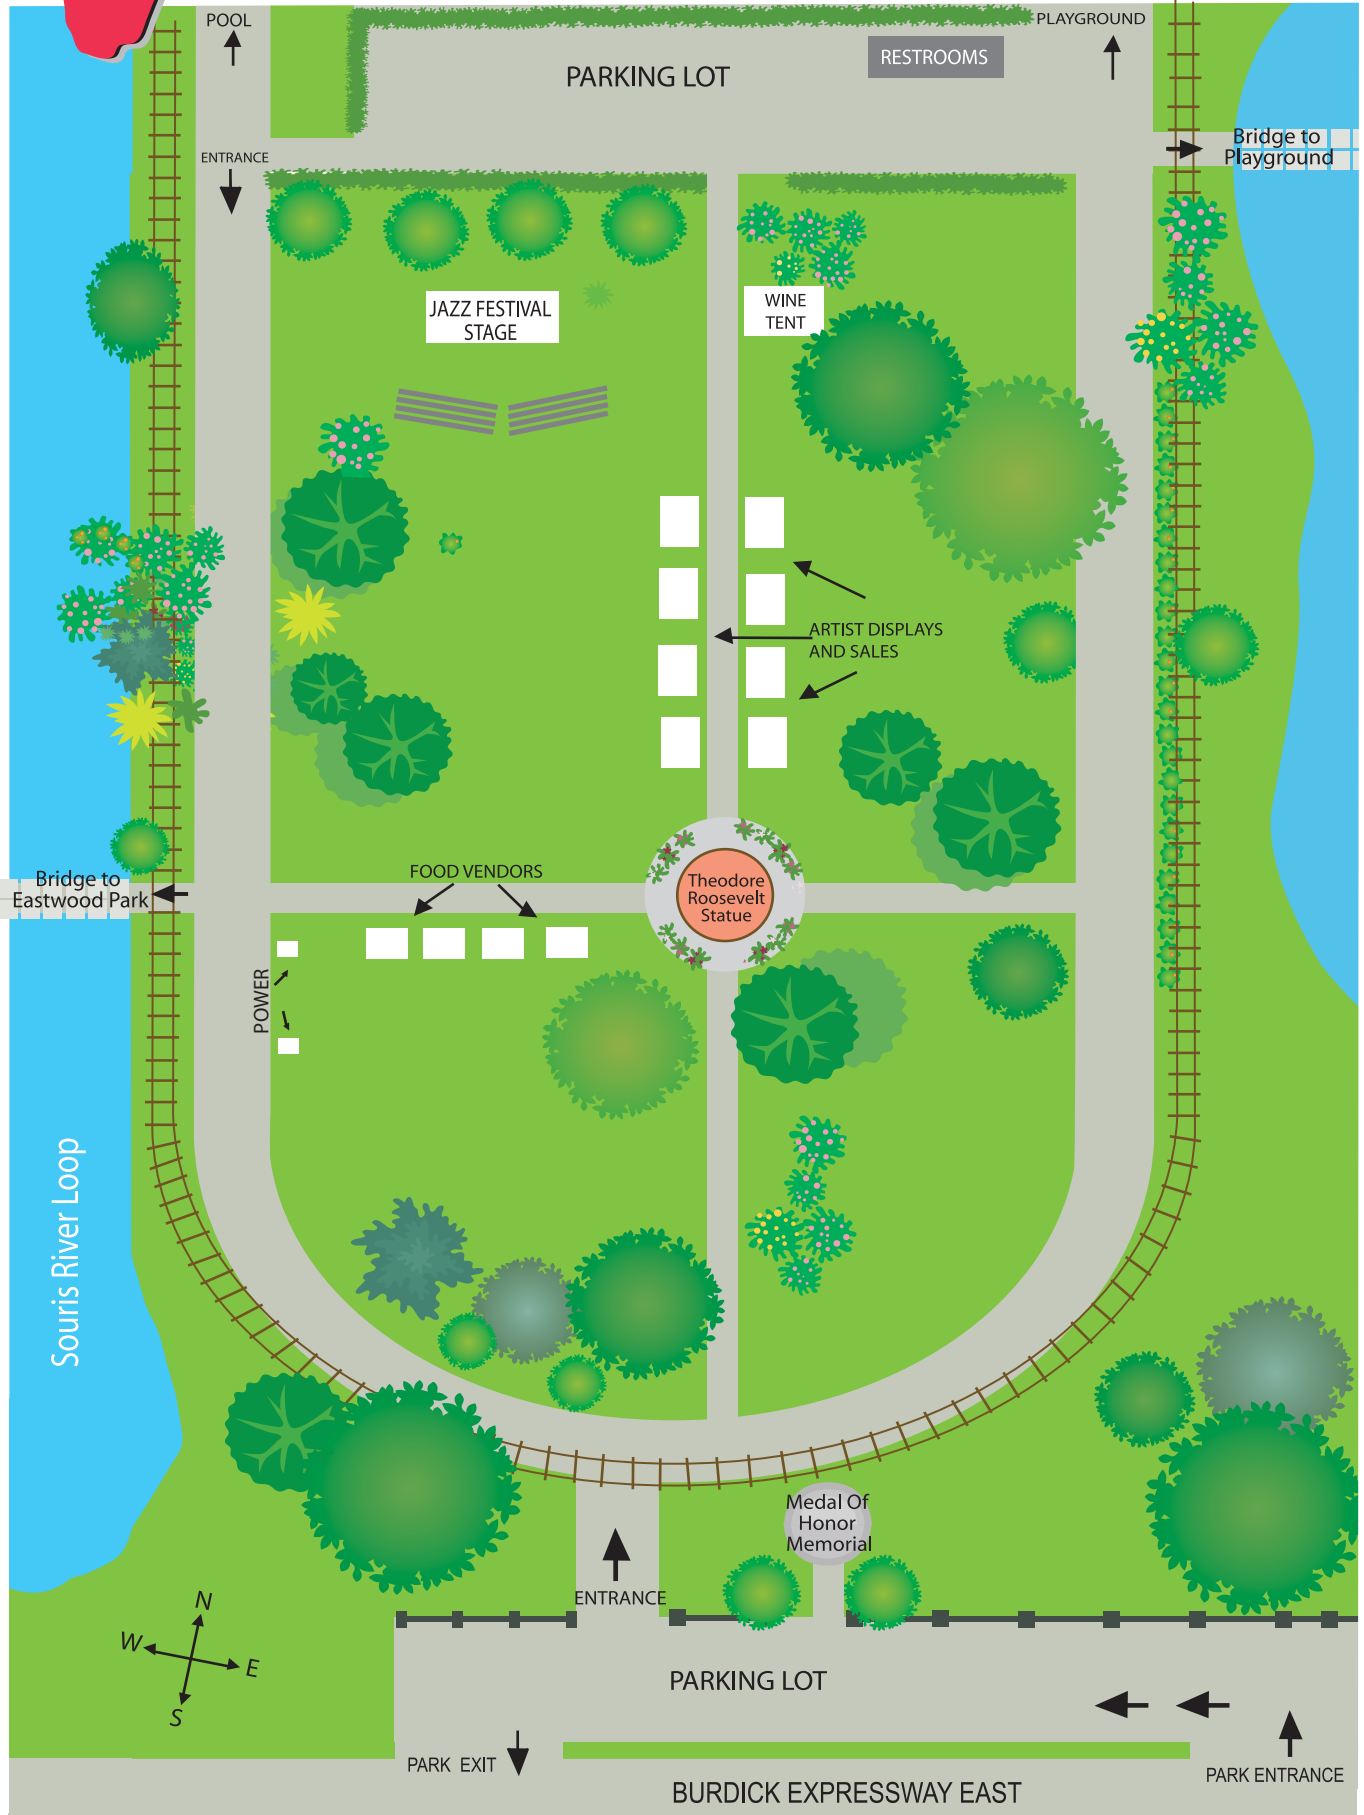 POOL
PLAYGROUND
RESTROOMS
PARKING LOT
Bridge to
Playground
ENTRANCE
JAZZ FESTIVAL
STAGE
WINE
TENT
ARTIST DISPLAYS
AND SALES
FOOD VENDORS
Bridge to
Eastwood Park
Theodore
Roosevelt
Statue
POWER
Souris River Loop
Medal Of
Honor
Memorial
ENTRANCE
N
W
E
S
PARKING LOT
PARK EXIT
PARK ENTRANCE
BURDICK EXPRESSWAY EAST